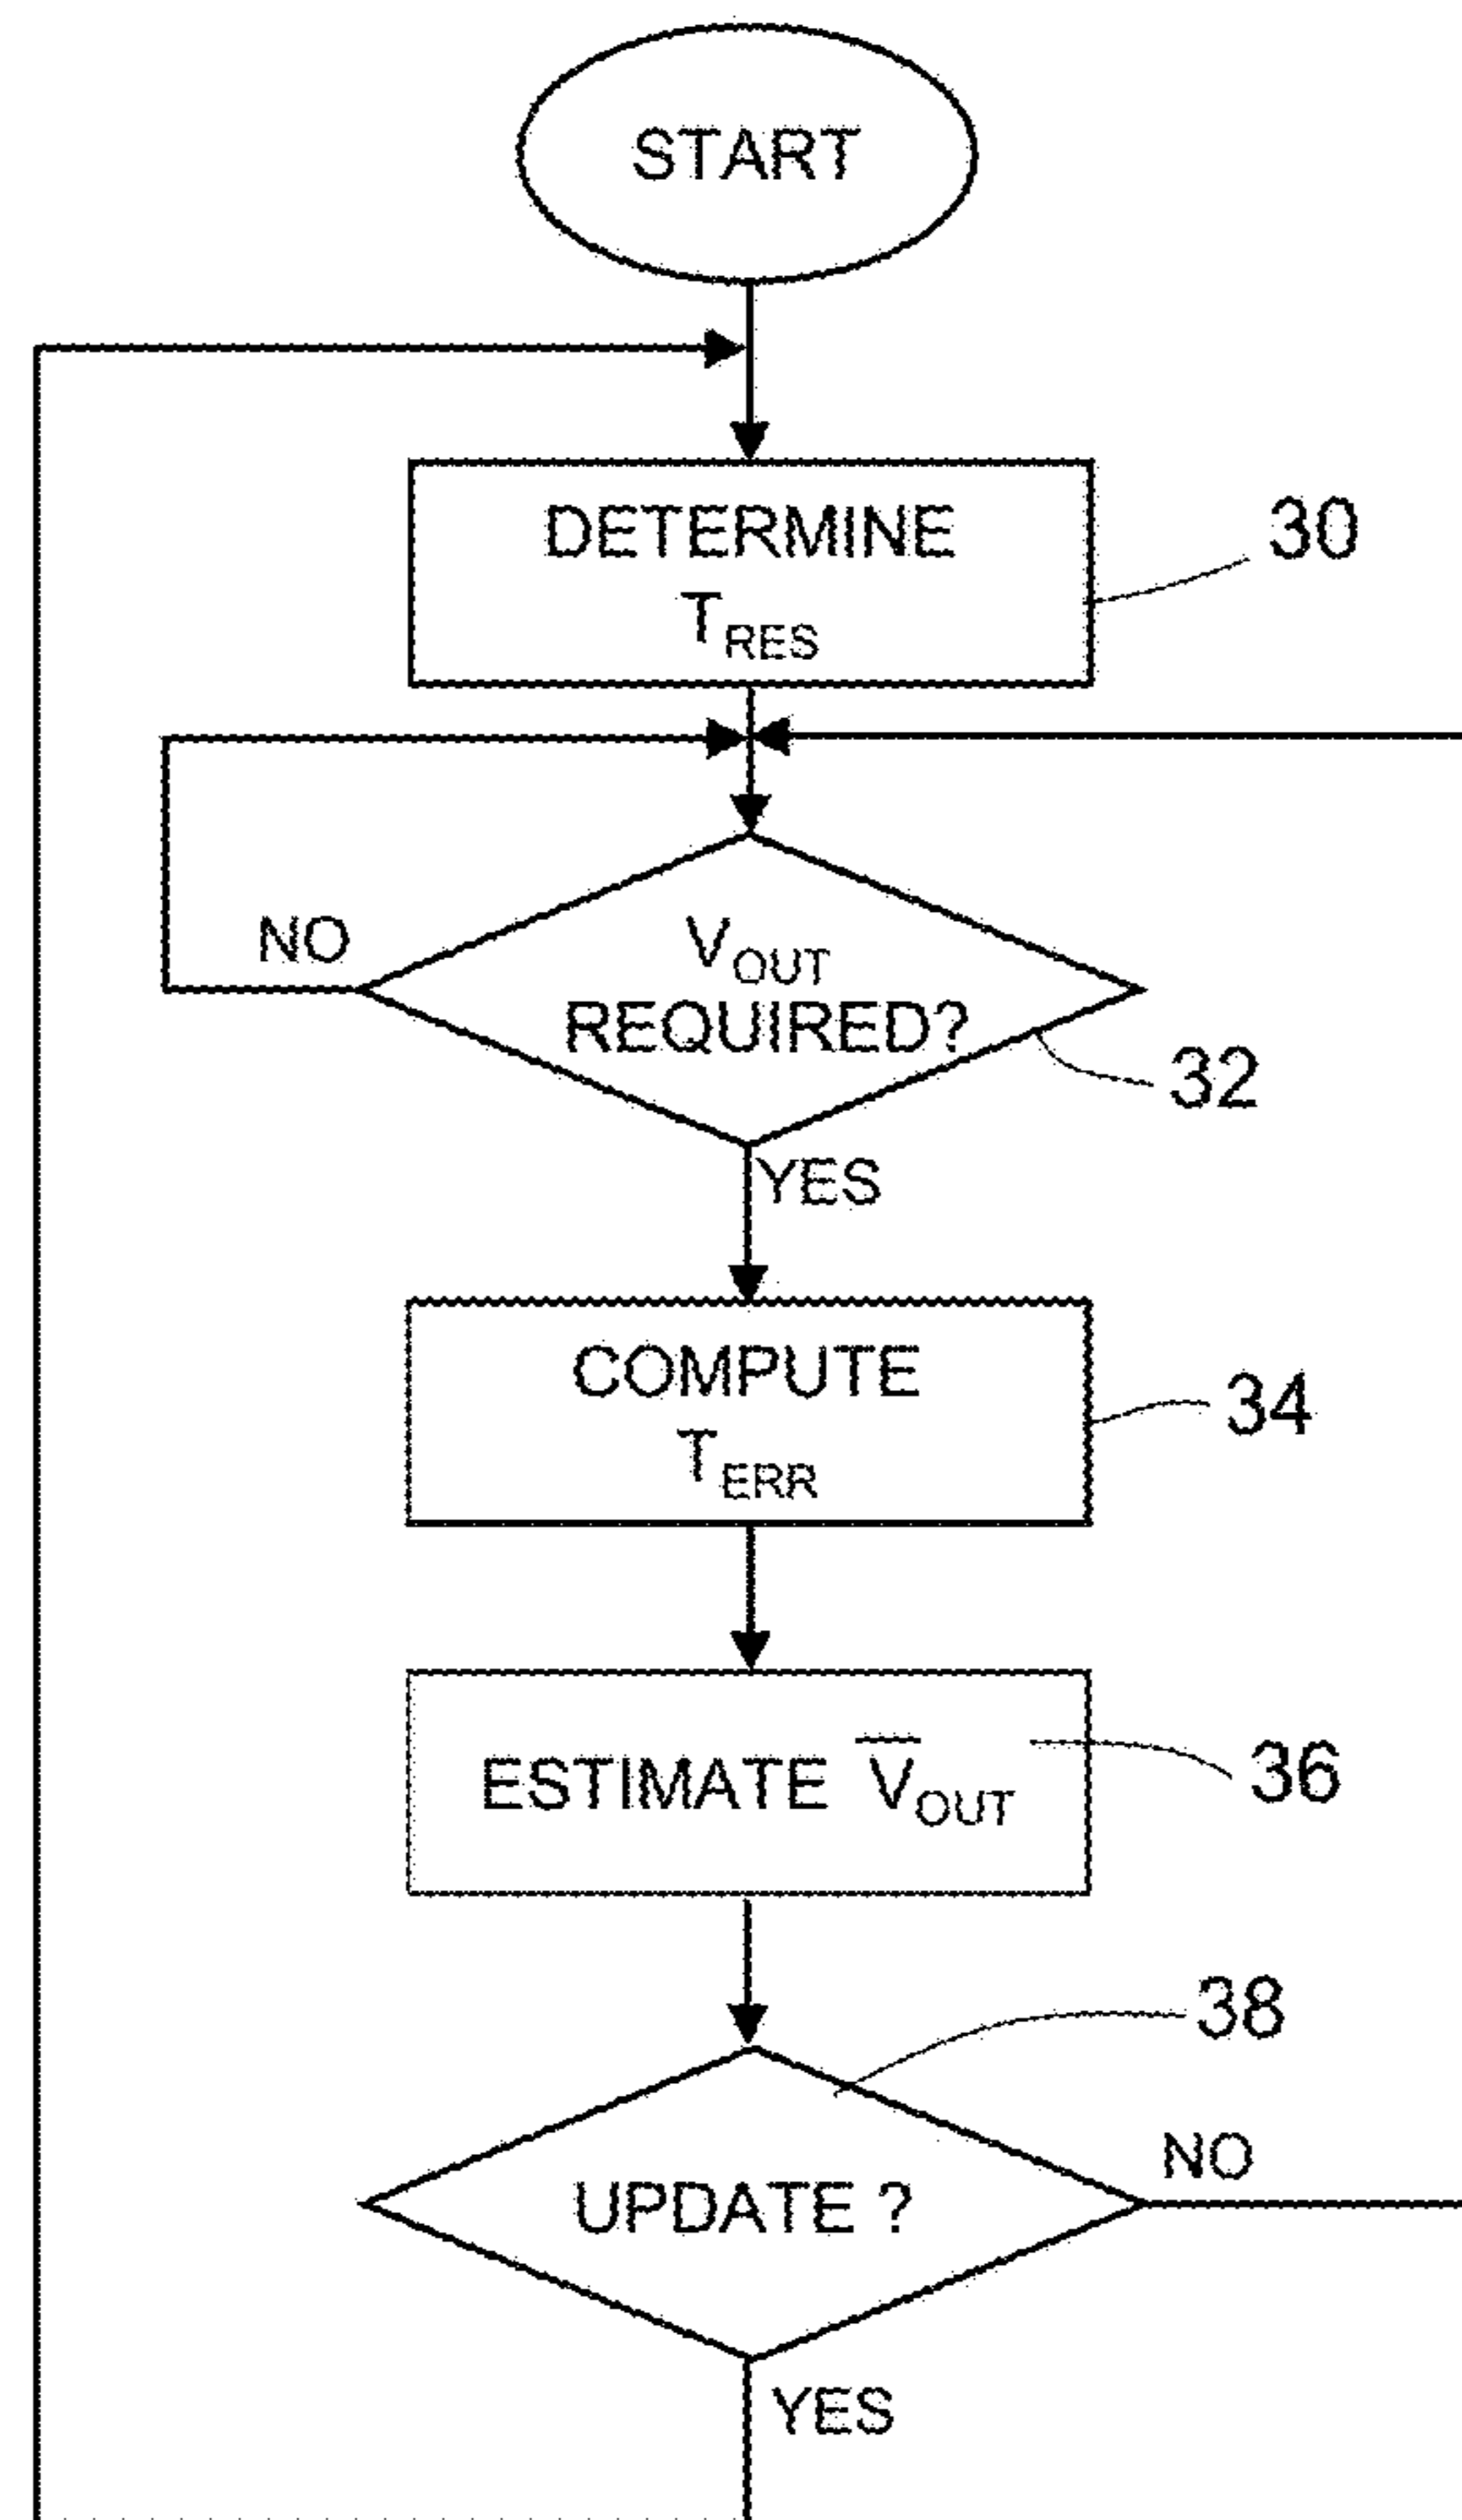 START
DETERMINE
T_RES
30
NO
V_OUT
REQUIRED?
32
YES
COMPUTE
T_ERR
34
ESTIMATE V̅_OUT
36
38
NO
UPDATE ?
YES